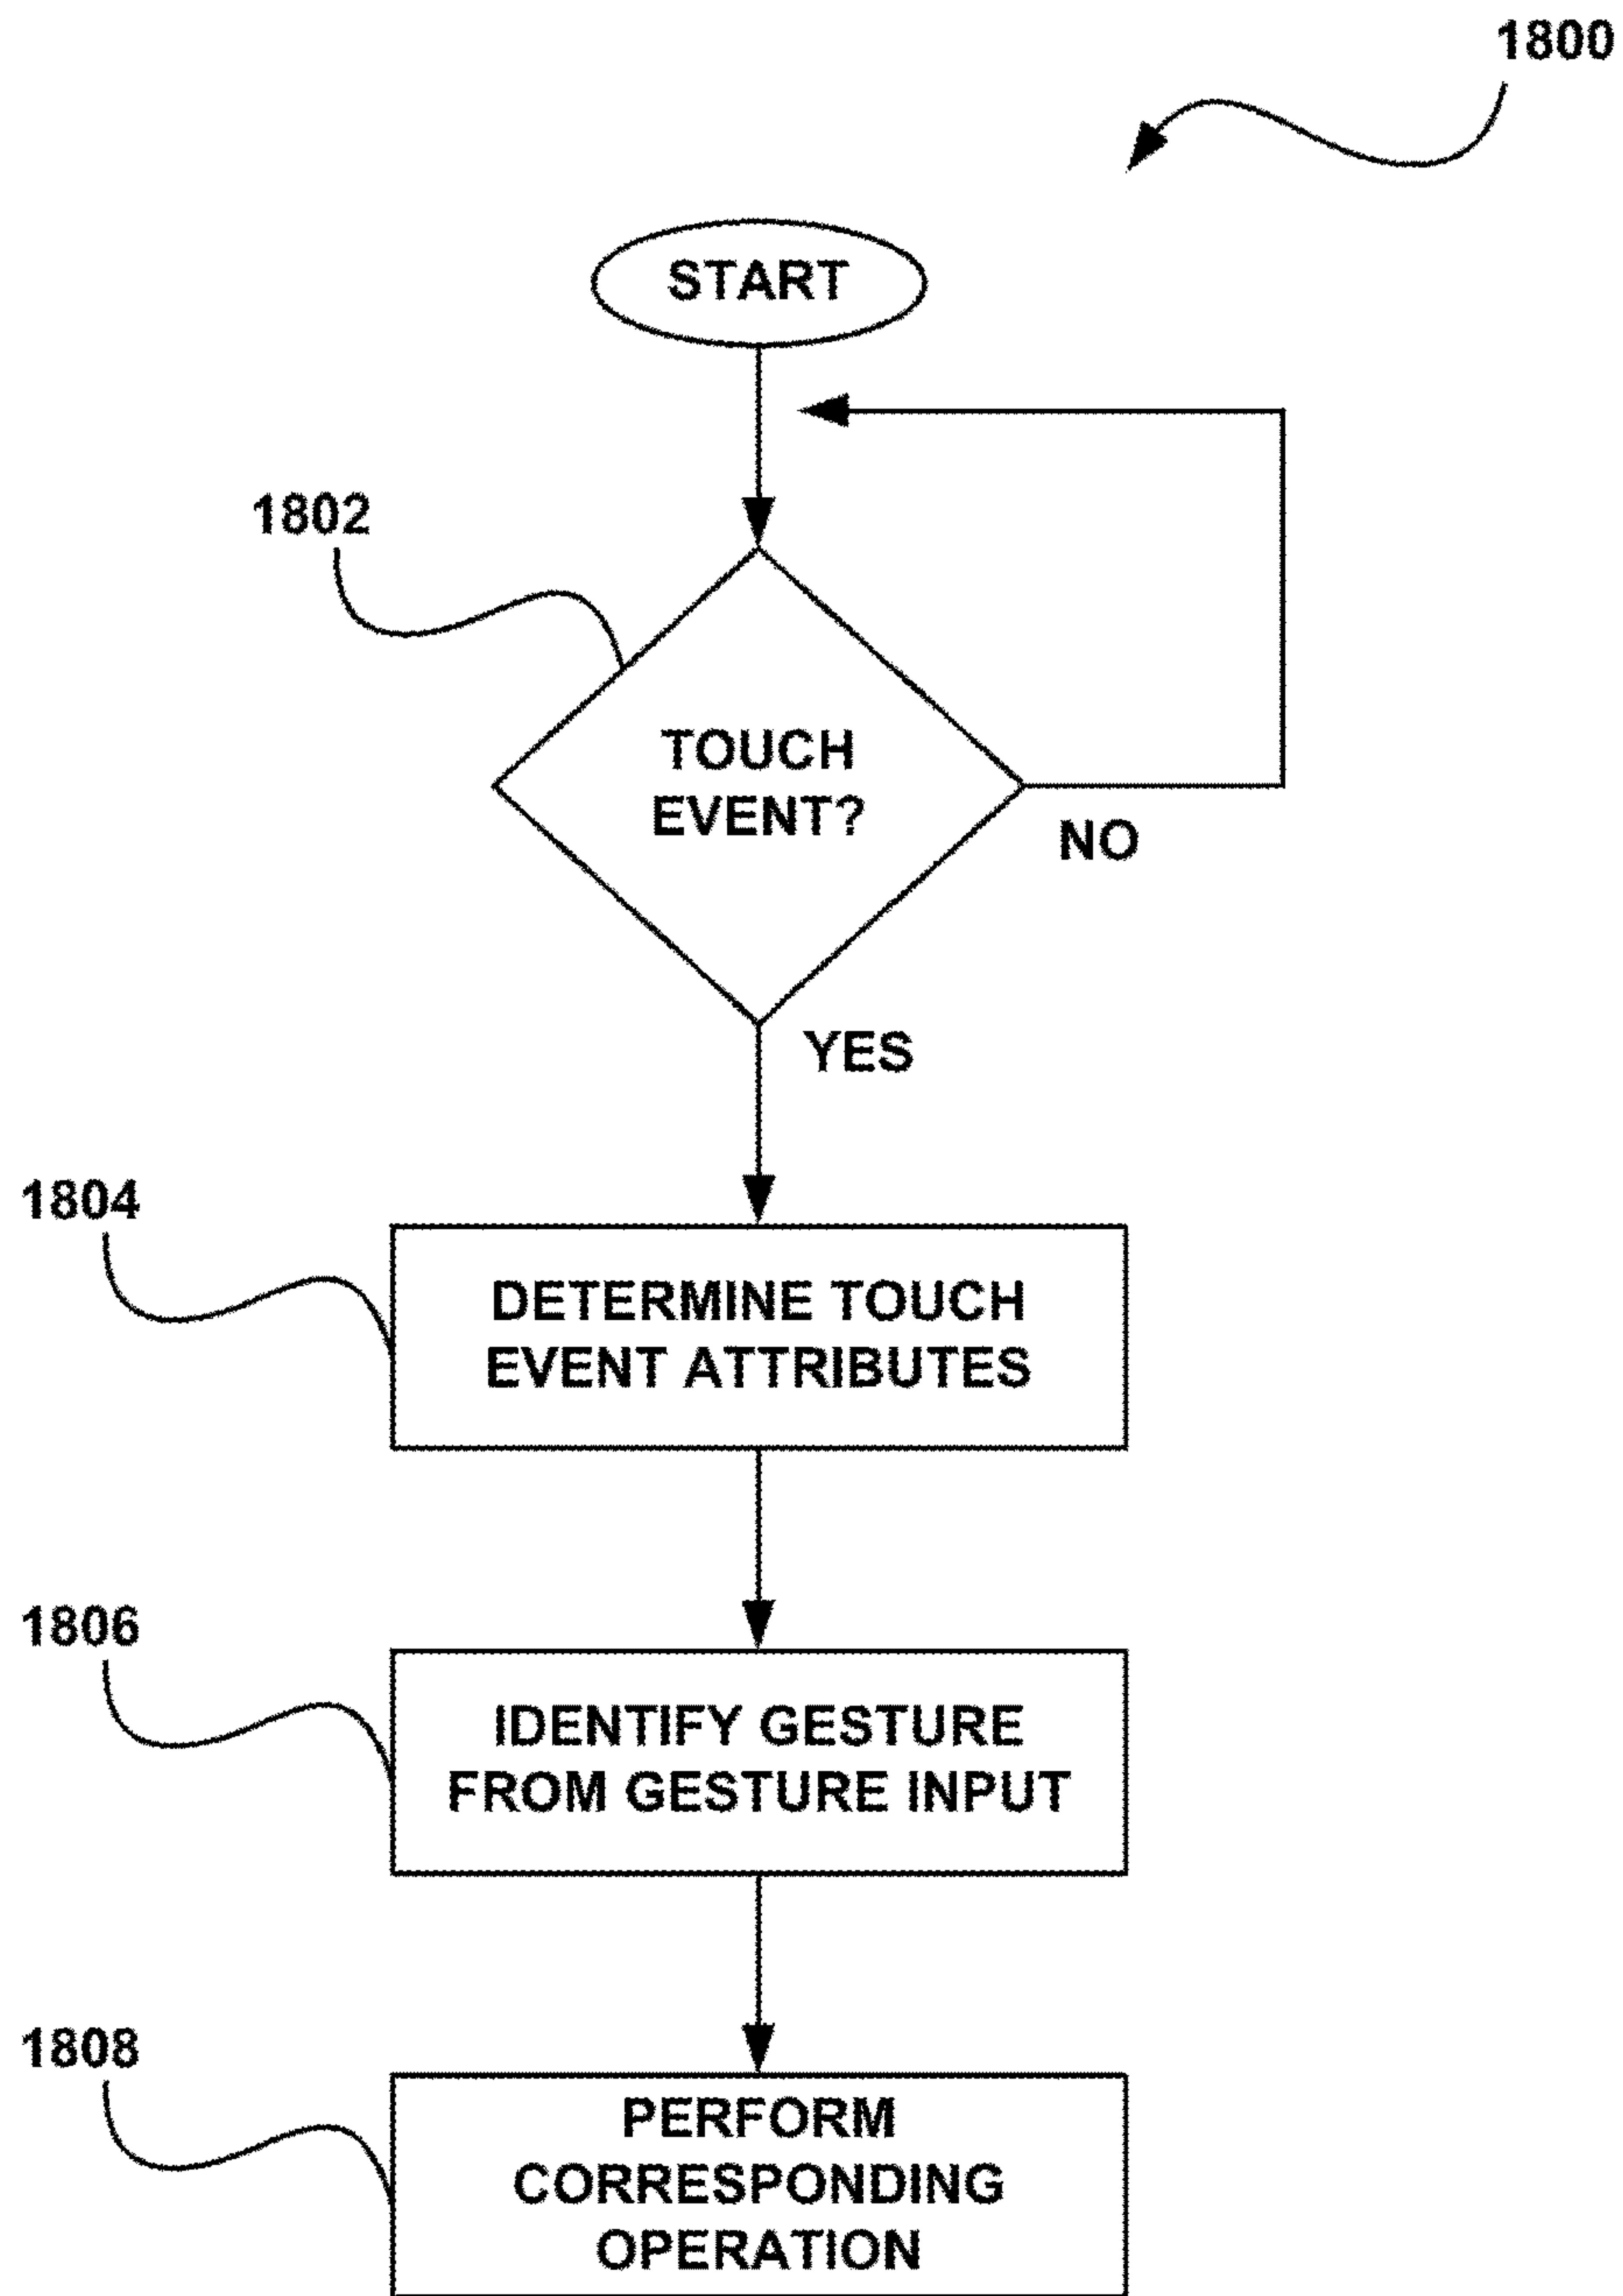 1800
START
1802
TOUCH
EVENT?
NO
YES
1804
DETERMINE TOUCH
EVENT ATTRIBUTES
1806
IDENTIFY GESTURE
FROM GESTURE INPUT
1808
PERFORM
CORRESPONDING
OPERATION